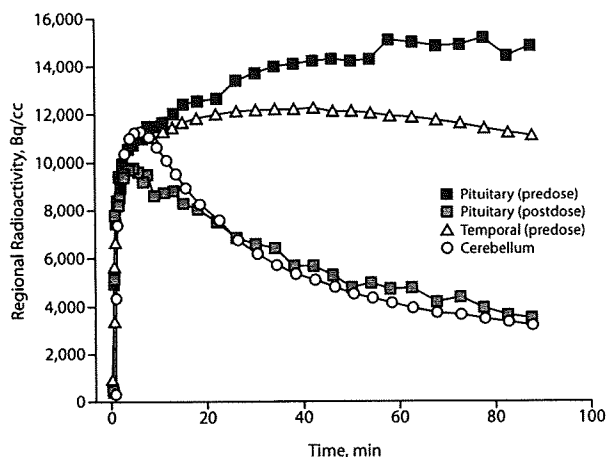 16,000
14,000
12,000
10,000
8,000
6,000
4,000
2,000
0
Regional Radioactivity, Bq/cc
Pituitary (predose)
Pituitary (postdose)
Temporal (predose)
Cerebellum
0
20
40
60
80
100
Time, min